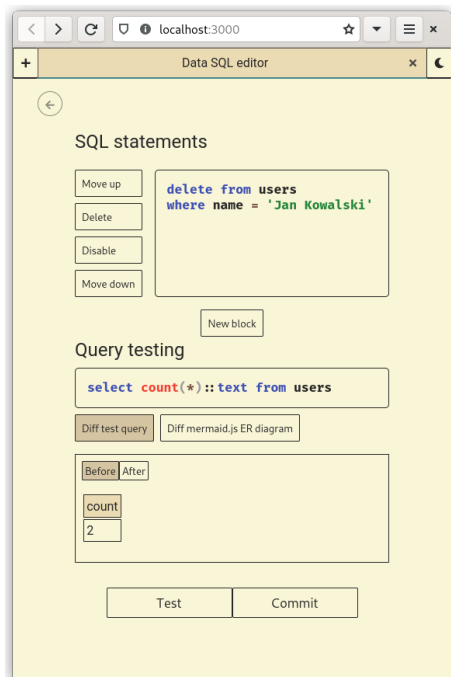 localhost:3000
Data SQL editor
SQL statements
Move up
Delete
Disable
Move down
delete from users
where name = 'Jan Kowalski'
New block
Query testing
select count(*)::text from users
Diff test query
Diff mermaid.js ER diagram
Before
After
count
2
Test
Commit